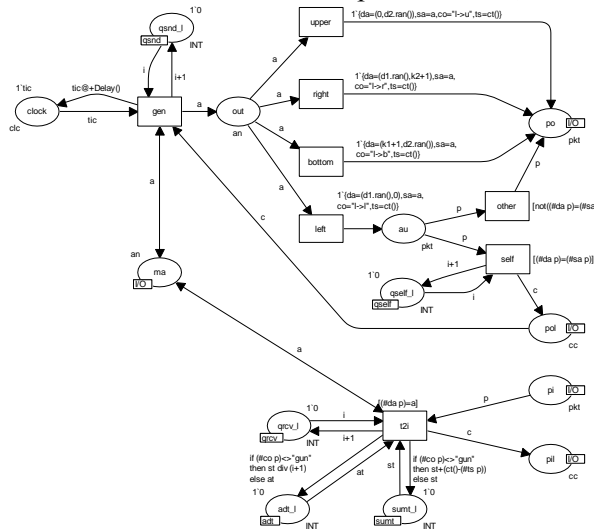 1`0
qsnd_l
qsnd
INT
i
i+1
1`tic
tic@+Delay()
clock
clc
tic
gen
a
out
an
a
a
a
a
upper
1`{da=(0,d2.ran()),sa=a,co="l->u",ts=ct()}
right
1`{da=(d1.ran(),k2+1),sa=a,
co="l->r",ts=ct()}
bottom
1`{da=(k1+1,d2.ran()),sa=a,
co="l->b",ts=ct()}
po
I/O
pkt
1`{da=(d1.ran(),0),sa=a,
co="l->l",ts=ct()}
left
au
pkt
p
p
p
other
[not((#da p)=(#sa
self
[(#da p)=(#sa p)]
i+1
i
1`0
qself_l
qself
INT
c
c
pol
I/O
cc
a
an
ma
I/O
a
[(#da p)=a]
t2i
1`0
qrcv_l
qrcv
INT
i
i+1
p
pi
I/O
pkt
c
pil
I/O
cc
if (#co p)<>"gun"
then st div (i+1)
else at
at
st
if (#co p)<>"gun"
then st+(ct()-(#ts p))
else st
1`0
adt_l
adt
INT
1`0
sumt_l
sumt
INT